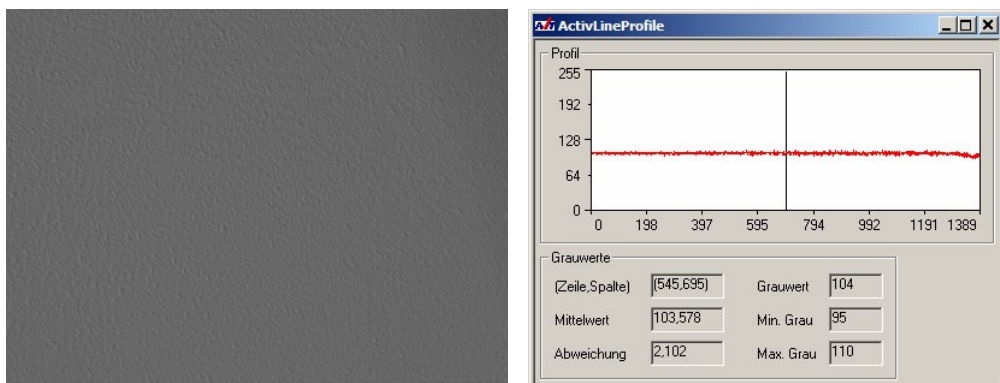 ActivLineProfile
Profil
255
192
128
64
0
0 198 397 595 794 992 1191 1389
Grauwerte
(Zeile,Spalte) (545,695) Grauwert 104
Mittelwert 103,578 Min. Grau 95
Abweichung 2,102 Max. Grau 110